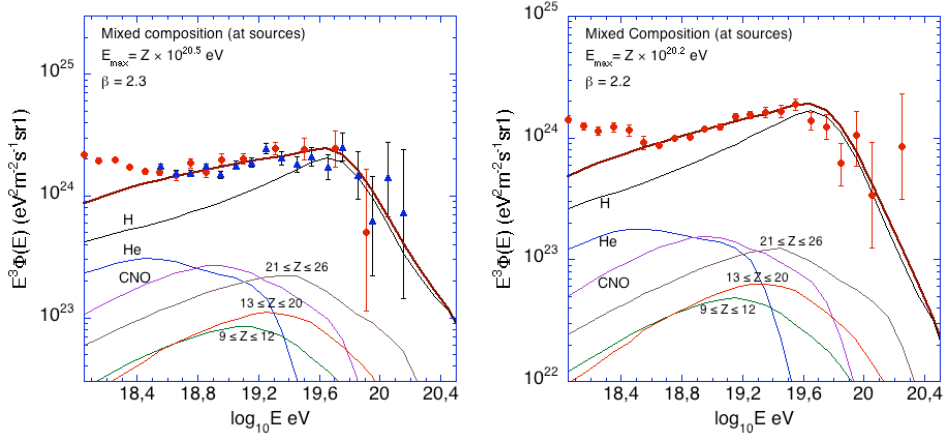 Mixed composition (at sources)
E_max = Z × 10^20.5 eV
β = 2.3
10^25
10^24
10^23
E^3Φ(E) (eV^2m^-2s^-1sr1)
H
He
CNO
21 ≤ Z ≤ 26
13 ≤ Z ≤ 20
9 ≤ Z ≤ 12
18,4 18,8 19,2 19,6 20 20,4
log_10E eV
Mixed Composition (at sources)
E_max = Z × 10^20.2 eV
β = 2.2
10^25
10^24
10^23
10^22
E^3Φ(E) (eV^2m^-2s^-1sr1)
H
He
CNO
21 ≤ Z ≤ 26
13 ≤ Z ≤ 20
9 ≤ Z ≤ 12
18,4 18,8 19,2 19,6 20 20,4
log_10E eV